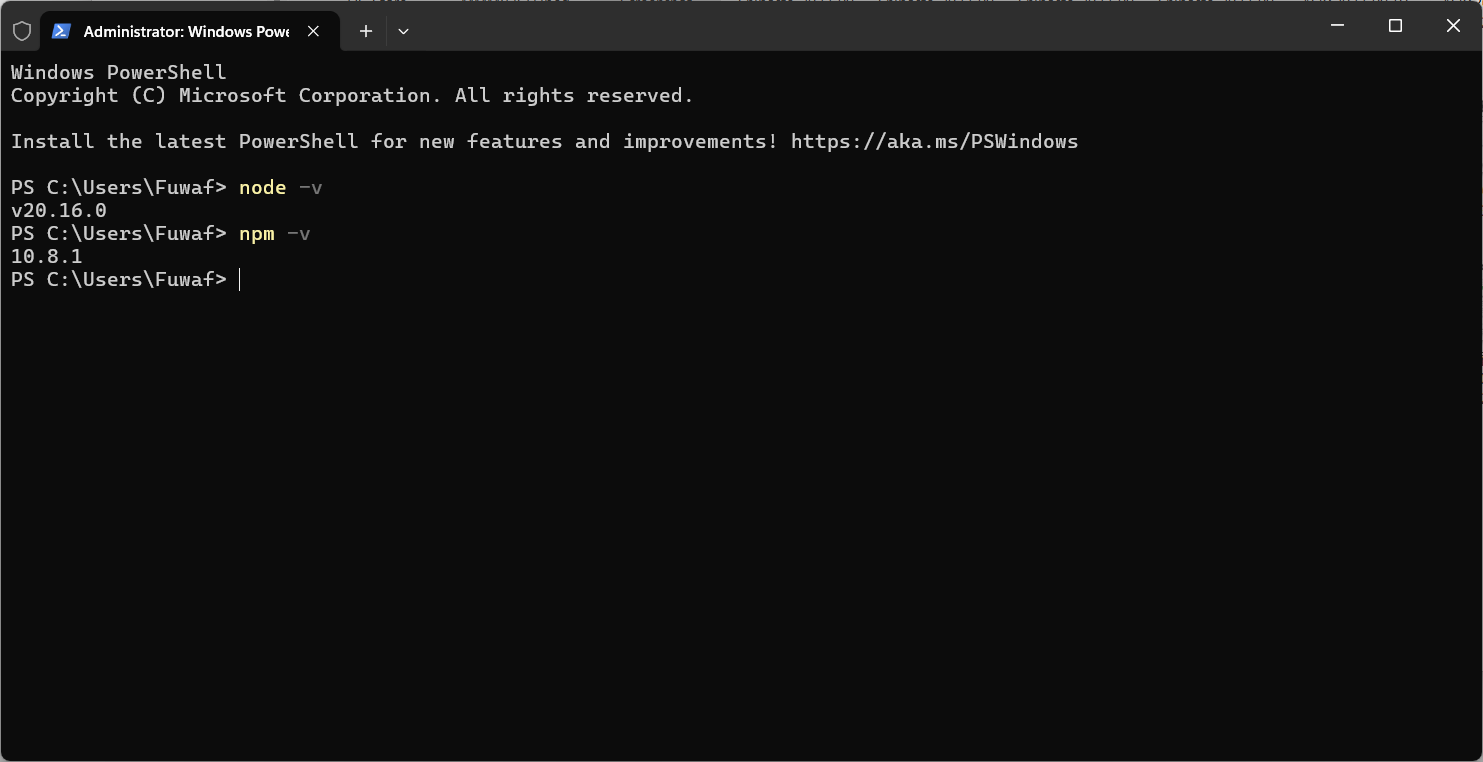 Administrator: Windows Powe
Windows PowerShell
Copyright (C) Microsoft Corporation. All rights reserved.
Install the latest PowerShell for new features and improvements! https://aka.ms/PSWindows
PS C:\Users\Fuwaf> node -v
v20.16.0
PS C:\Users\Fuwaf> npm -v
10.8.1
PS C:\Users\Fuwaf>